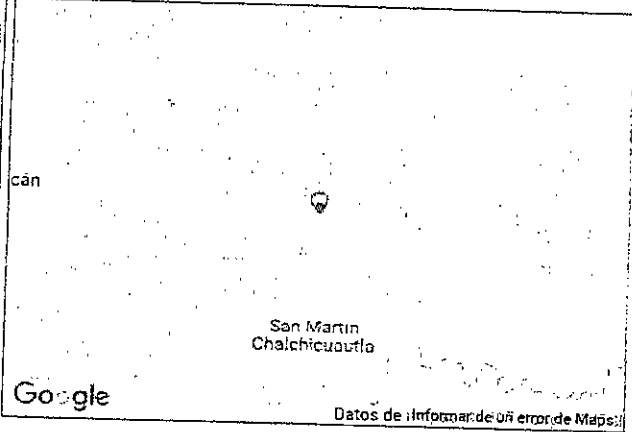 cán
San Martín
Chalchicuautla
Google
Datos de Informar de un error de Maps